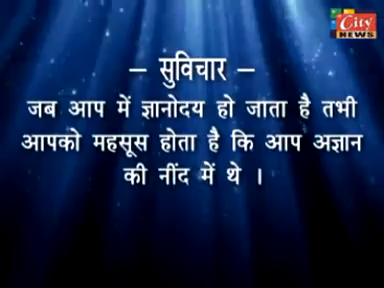 City
NEWS
– सुविचार –
जब आप में ज्ञानोदय हो जाता है तभी
आपको महसूस होता है कि आप अज्ञान
की नींद में थे ।